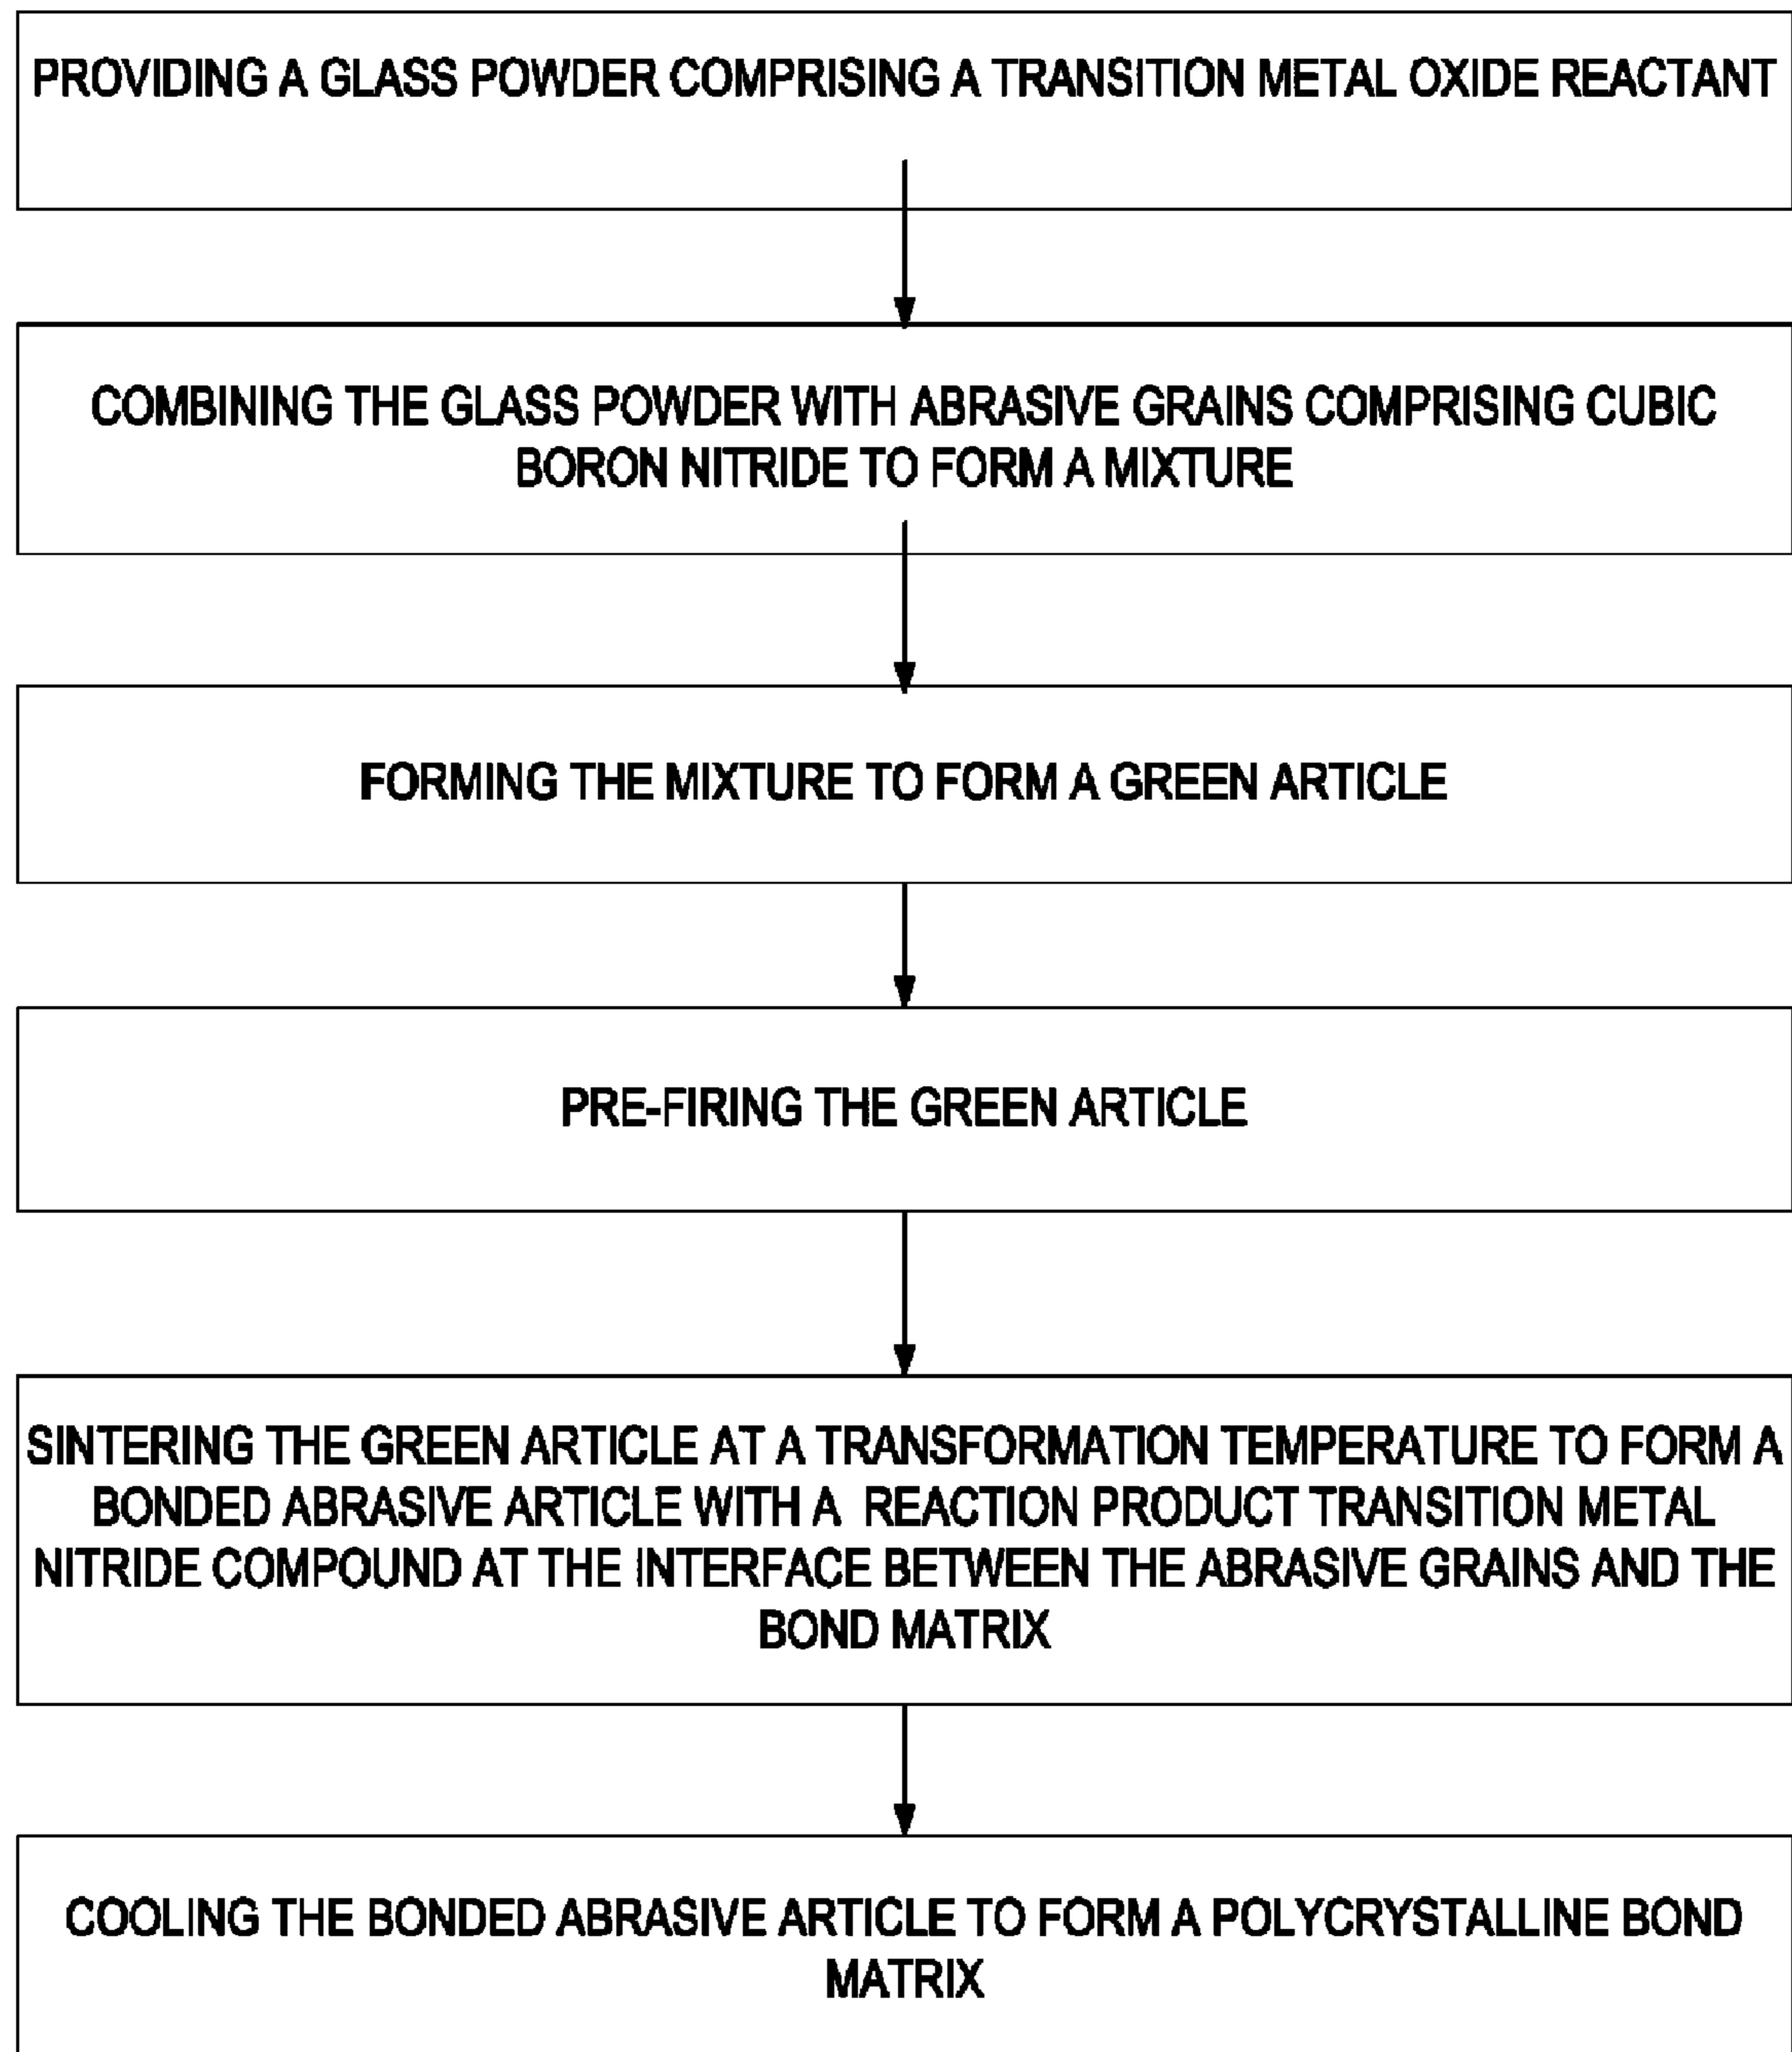 PROVIDING A GLASS POWDER COMPRISING A TRANSITION METAL OXIDE REACTANT
COMBINING THE GLASS POWDER WITH ABRASIVE GRAINS COMPRISING CUBIC
BORON NITRIDE TO FORM A MIXTURE
FORMING THE MIXTURE TO FORM A GREEN ARTICLE
PRE-FIRING THE GREEN ARTICLE
SINTERING THE GREEN ARTICLE AT A TRANSFORMATION TEMPERATURE TO FORM A
BONDED ABRASIVE ARTICLE WITH A REACTION PRODUCT TRANSITION METAL
NITRIDE COMPOUND AT THE INTERFACE BETWEEN THE ABRASIVE GRAINS AND THE
BOND MATRIX
COOLING THE BONDED ABRASIVE ARTICLE TO FORM A POLYCRYSTALLINE BOND
MATRIX